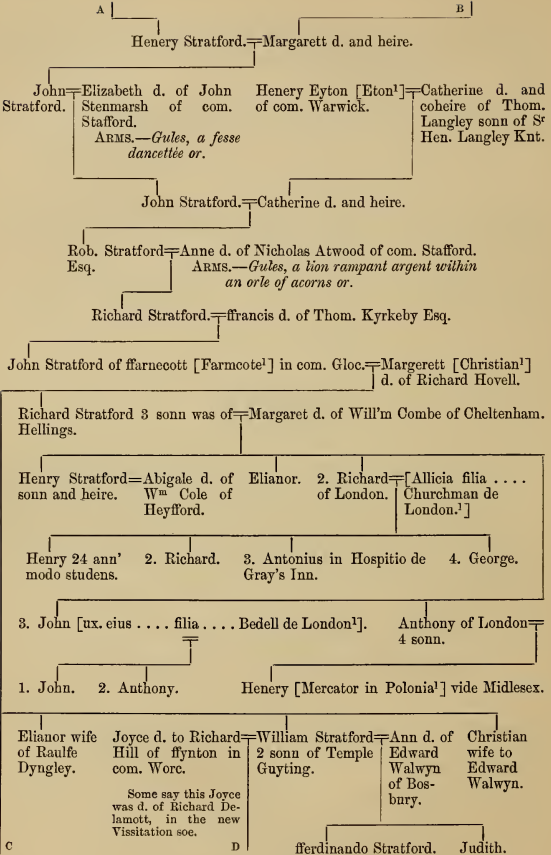 A B
Henery Stratford.=Margarett d. and heire.
John=Elizabeth d. of John
Stratford. Stenmarsh of com.
Stafford.
ARMS.—Gules, a fesse
dancettée or.
Henery Eyton [Eton¹]=Catherine d. and
of com. Warwick. coheire of Thom.
Langley sonn of Sʳ
Hen. Langley Knt.
John Stratford.=Catherine d. and heire.
Rob. Stratford=Anne d. of Nicholas Atwood of com. Stafford.
Esq. ARMS.—Gules, a lion rampant argent within
an orle of acorns or.
Richard Stratford.=ffrancis d. of Thom. Kyrkeby Esq.
John Stratford of ffarnecott [Farmcote¹] in com. Gloc.=Margerett [Christian¹]
d. of Richard Hovell.
Richard Stratford 3 sonn was of=Margaret d. of Will'm Combe of Cheltenham.
Hellings.
Henry Stratford=Abigale d. of
sonn and heire. Wᵐ Cole of
Heyfford.
Elianor.
2. Richard=[Allicia filia . . . .
of London. Churchman de
London.¹]
Henry 24 ann'
modo studens.
2. Richard.
3. Antonius in Hospitio de
Gray's Inn.
4. George.
3. John [ux. eius . . . . filia . . . . Bedell de London¹].
=
Anthony of London=
4 sonn.
1. John. 2. Anthony.
Henery [Mercator in Polonia¹] vide Midlesex.
Elianor wife
of Raulfe
Dyngley.
Joyce d. to Richard=William Stratford=Ann d. of
Hill of ffynton in 2 sonn of Temple Edward
com. Worc. Guyting. Walwyn
of Bos-
bury.
Some say this Joyce
was d. of Richard De-
lamott, in the new
Vissitation soe.
Christian
wife to
Edward
Walwyn.
C D
fferdinando Stratford. Judith.